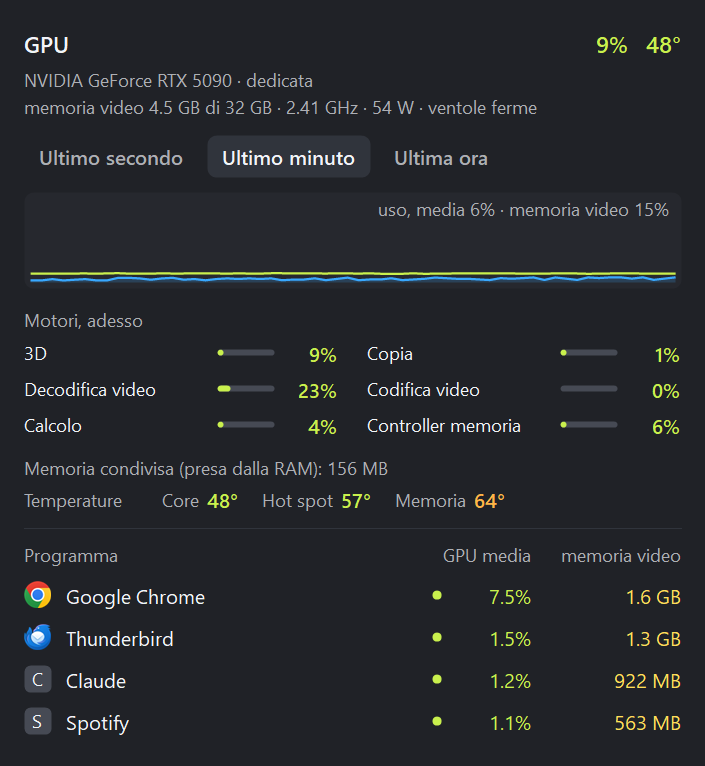 GPU 9% 48°
NVIDIA GeForce RTX 5090 · dedicata
memoria video 4.5 GB di 32 GB · 2.41 GHz · 54 W · ventole ferme
Ultimo secondo Ultimo minuto Ultima ora
uso, media 6% · memoria video 15%
Motori, adesso
3D 9% Copia 1%
Decodifica video 23% Codifica video 0%
Calcolo 4% Controller memoria 6%
Memoria condivisa (presa dalla RAM): 156 MB
Temperature Core 48° Hot spot 57° Memoria 64°
Programma GPU media memoria video
Google Chrome 7.5% 1.6 GB
Thunderbird 1.5% 1.3 GB
C Claude 1.2% 922 MB
S Spotify 1.1% 563 MB